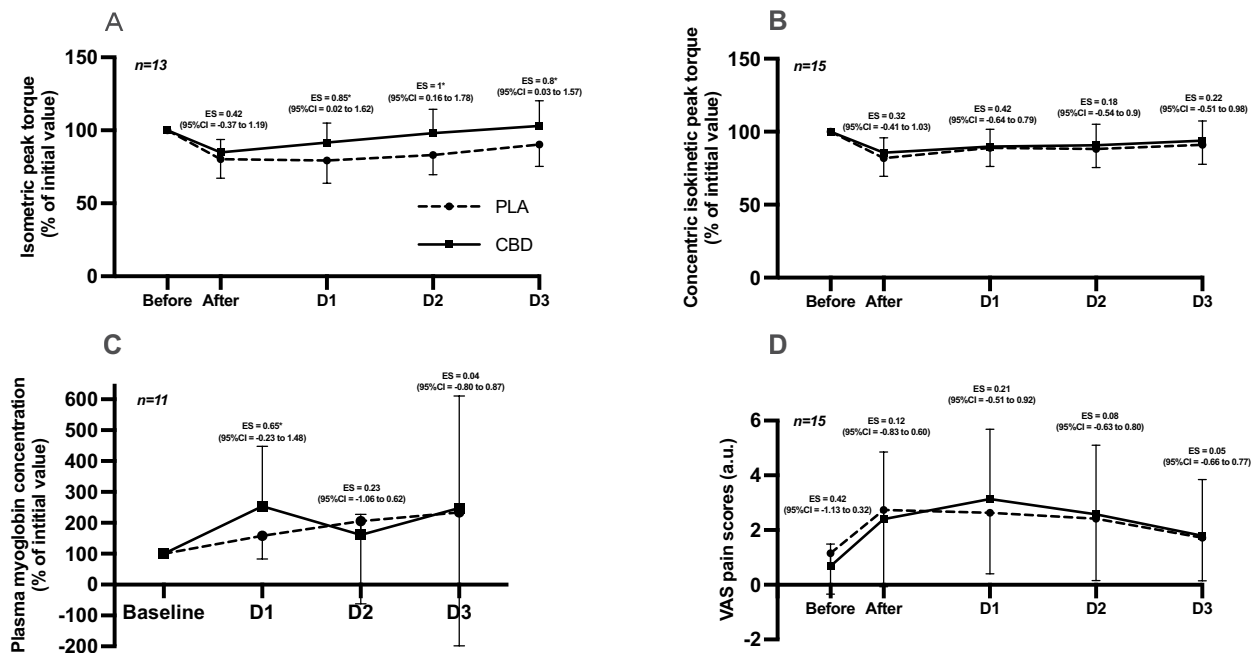 A
Isometric peak torque
(% of initial value)
150
100
50
0
n=13
ES = 0.42
(95%CI = -0.37 to 1.19)
ES = 0.85*
(95%CI = 0.02 to 1.62)
ES = 1*
(95%CI = 0.16 to 1.78)
ES = 0.8*
(95%CI = 0.03 to 1.57)
PLA
CBD
Before After D1 D2 D3
B
Concentric isokinetic peak torque
(% of intitial value)
150
100
50
0
n=15
ES = 0.32
(95%CI = -0.41 to 1.03)
ES = 0.42
(95%CI = -0.64 to 0.79)
ES = 0.18
(95%CI = -0.54 to 0.9)
ES = 0.22
(95%CI = -0.51 to 0.98)
Before After D1 D2 D3
C
Plasma myoglobin concentration
(% of intitial value)
600
500
400
300
200
100
0
-100
-200
n=11
ES = 0.65*
(95%CI = -0.23 to 1.48)
ES = 0.23
(95%CI = -1.06 to 0.62)
ES = 0.04
(95%CI = -0.80 to 0.87)
Baseline D1 D2 D3
D
VAS pain scores (a.u.)
6
4
2
0
-2
n=15
ES = 0.42
(95%CI = -1.13 to 0.32)
ES = 0.12
(95%CI = -0.83 to 0.60)
ES = 0.21
(95%CI = -0.51 to 0.92)
ES = 0.08
(95%CI = -0.63 to 0.80)
ES = 0.05
(95%CI = -0.66 to 0.77)
Before After D1 D2 D3